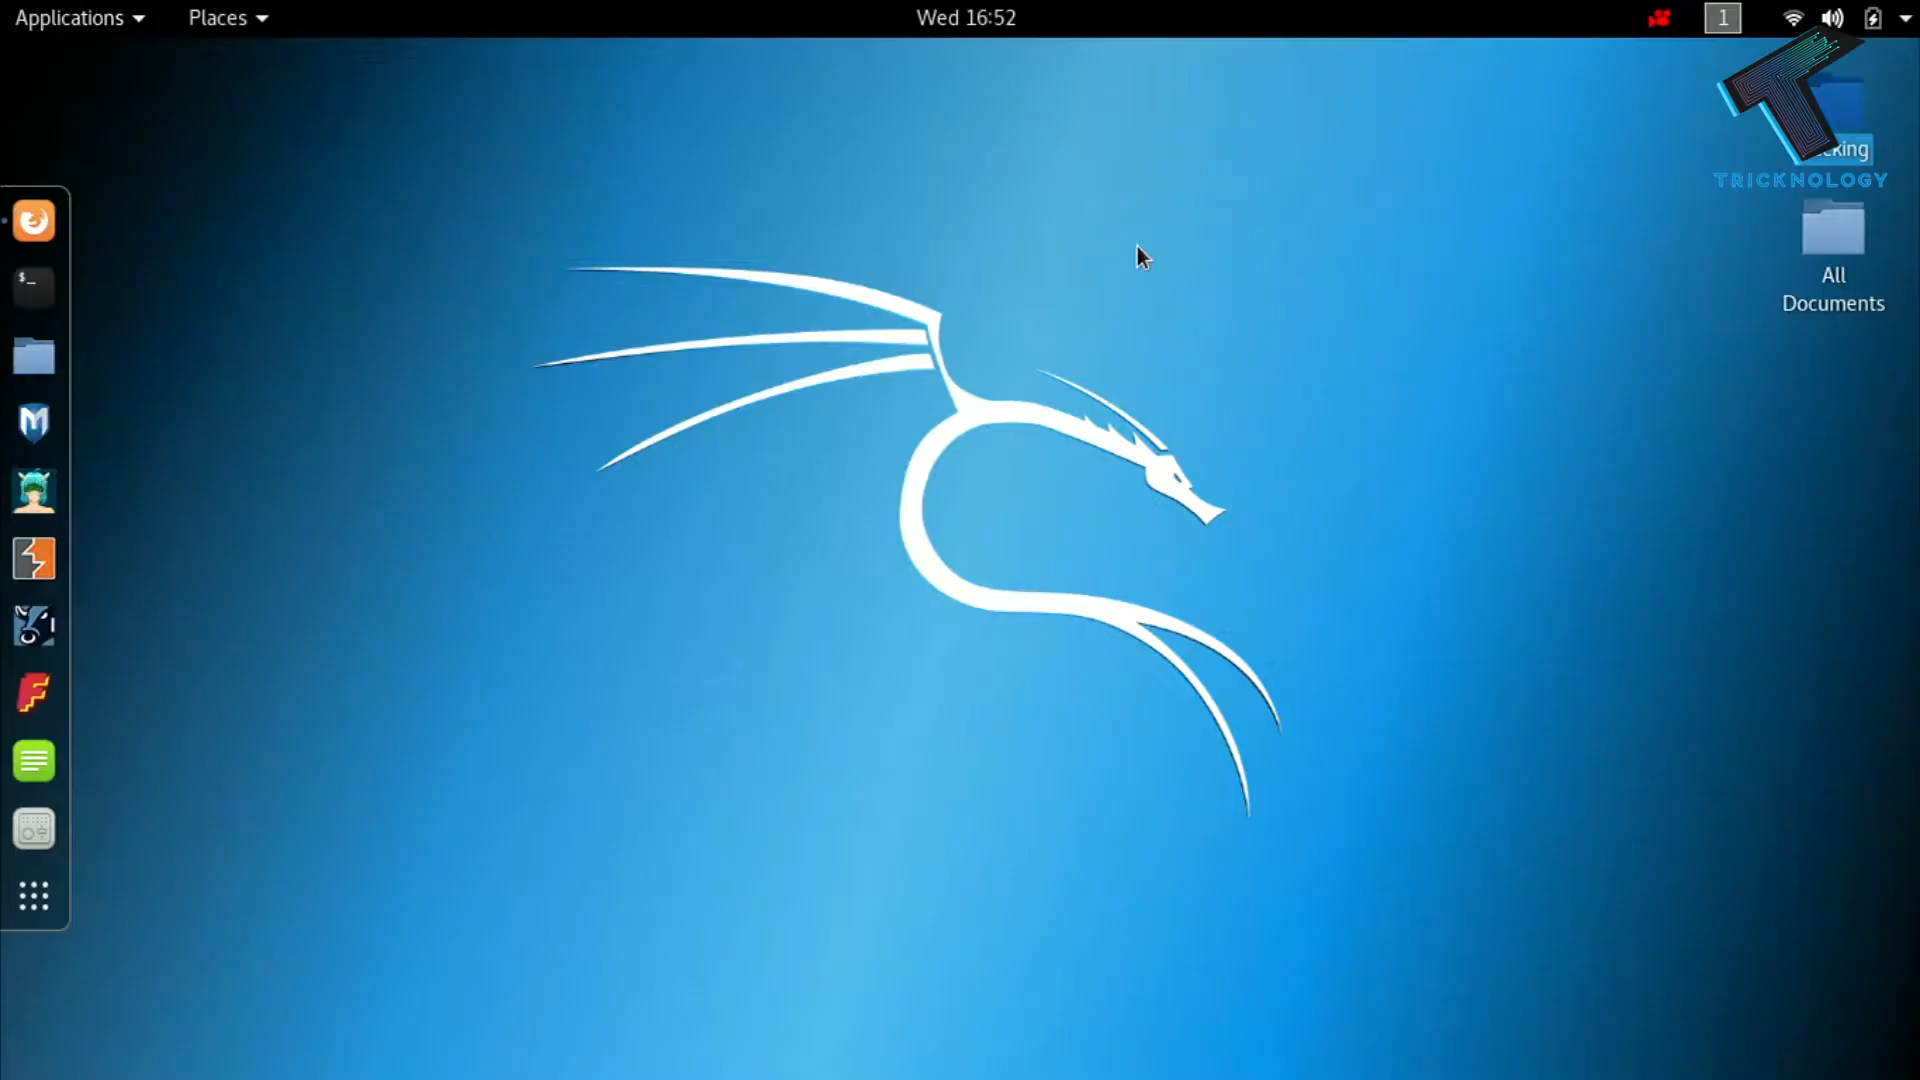 Applications
Places
Wed 16:52
1
TRICKNOLOGY
All
Documents
$_